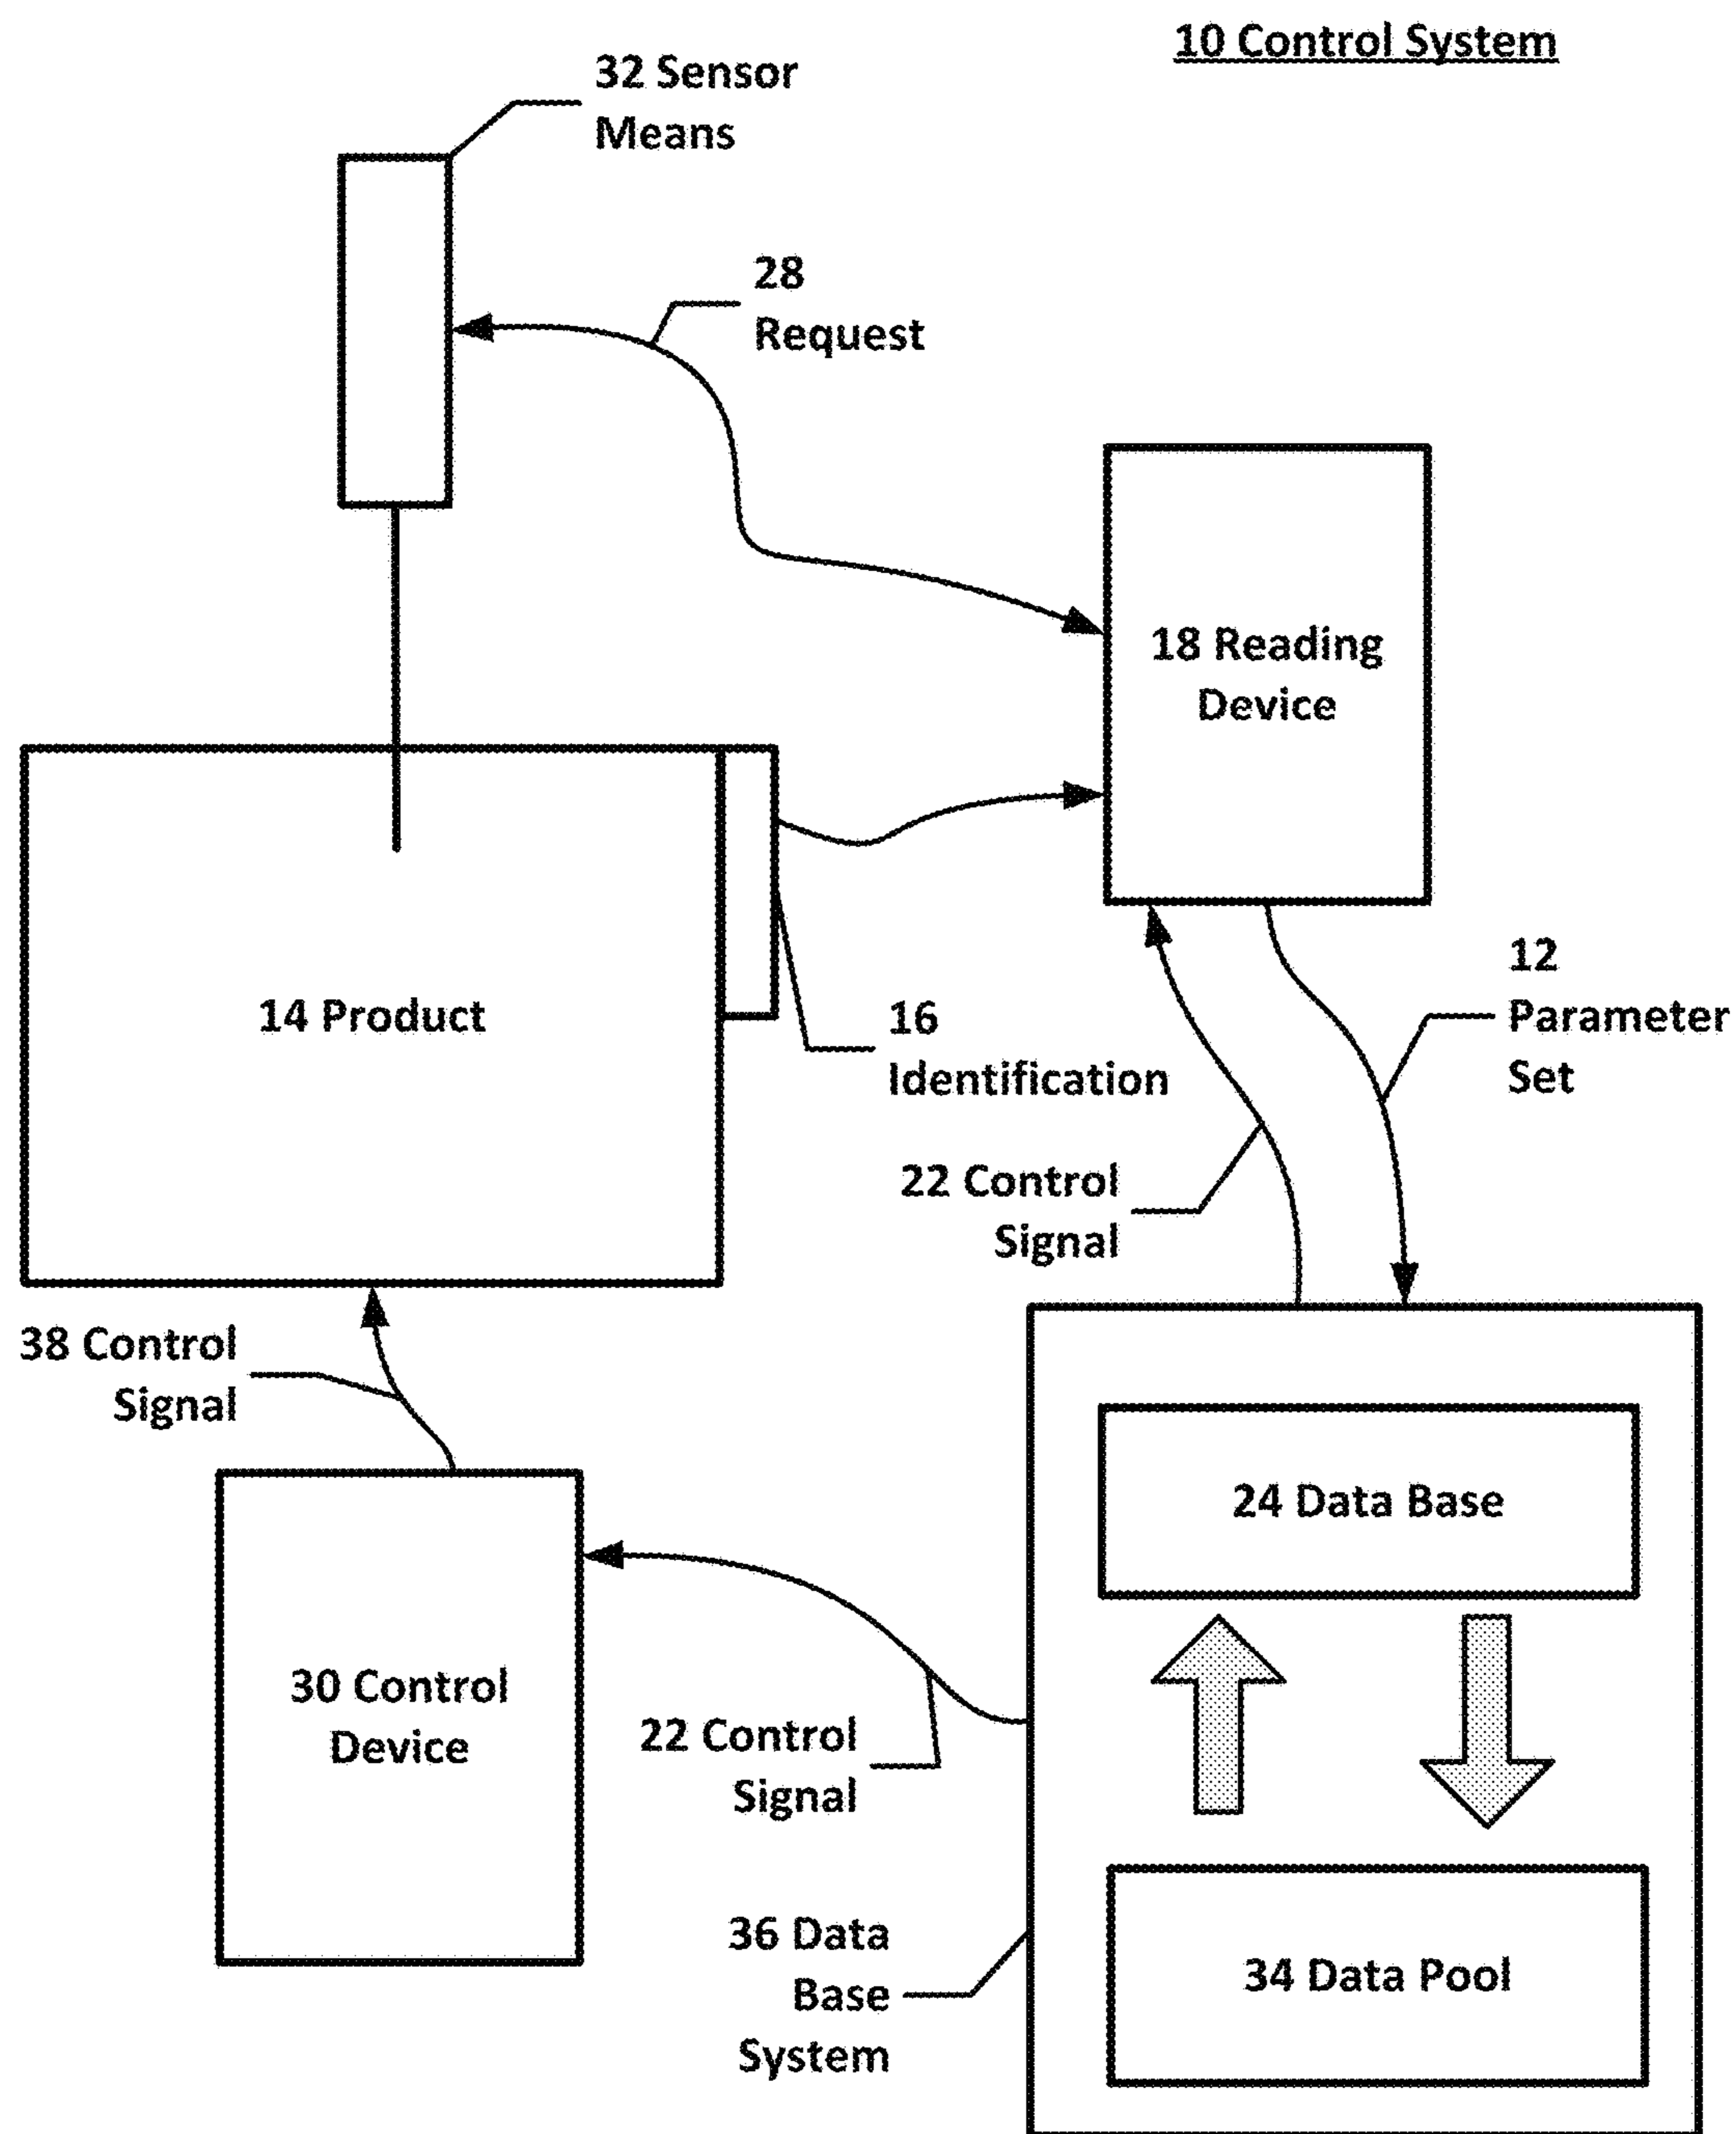 10 Control System
32 Sensor
Means
28
Request
18 Reading
Device
14 Product
16
Identification
12
Parameter
Set
22 Control
Signal
38 Control
Signal
24 Data Base
30 Control
Device
22 Control
Signal
36 Data
Base
System
34 Data Pool